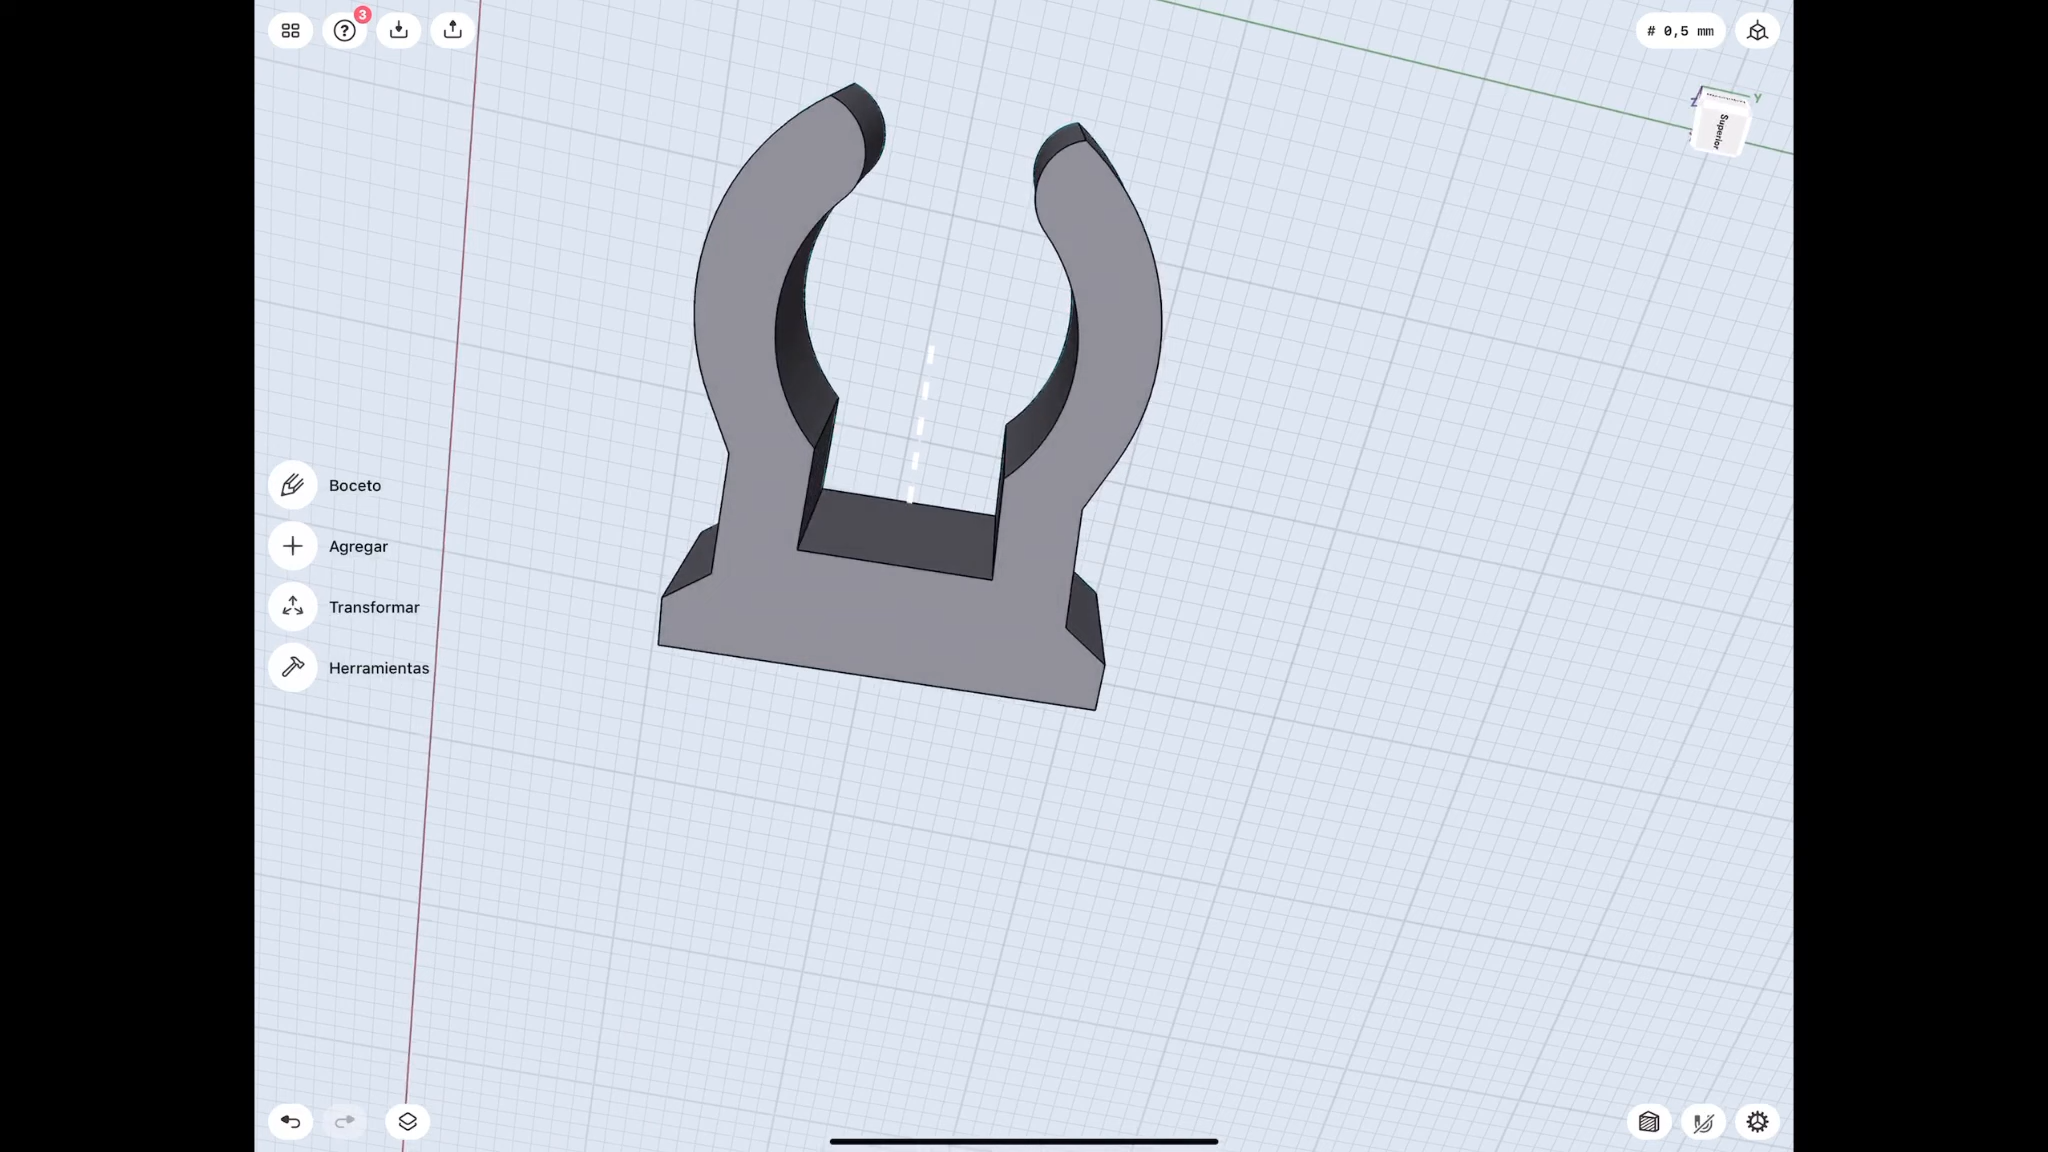 3
# 0,5 mm
Z
Y
Superior
Boceto
Agregar
Transformar
Herramientas